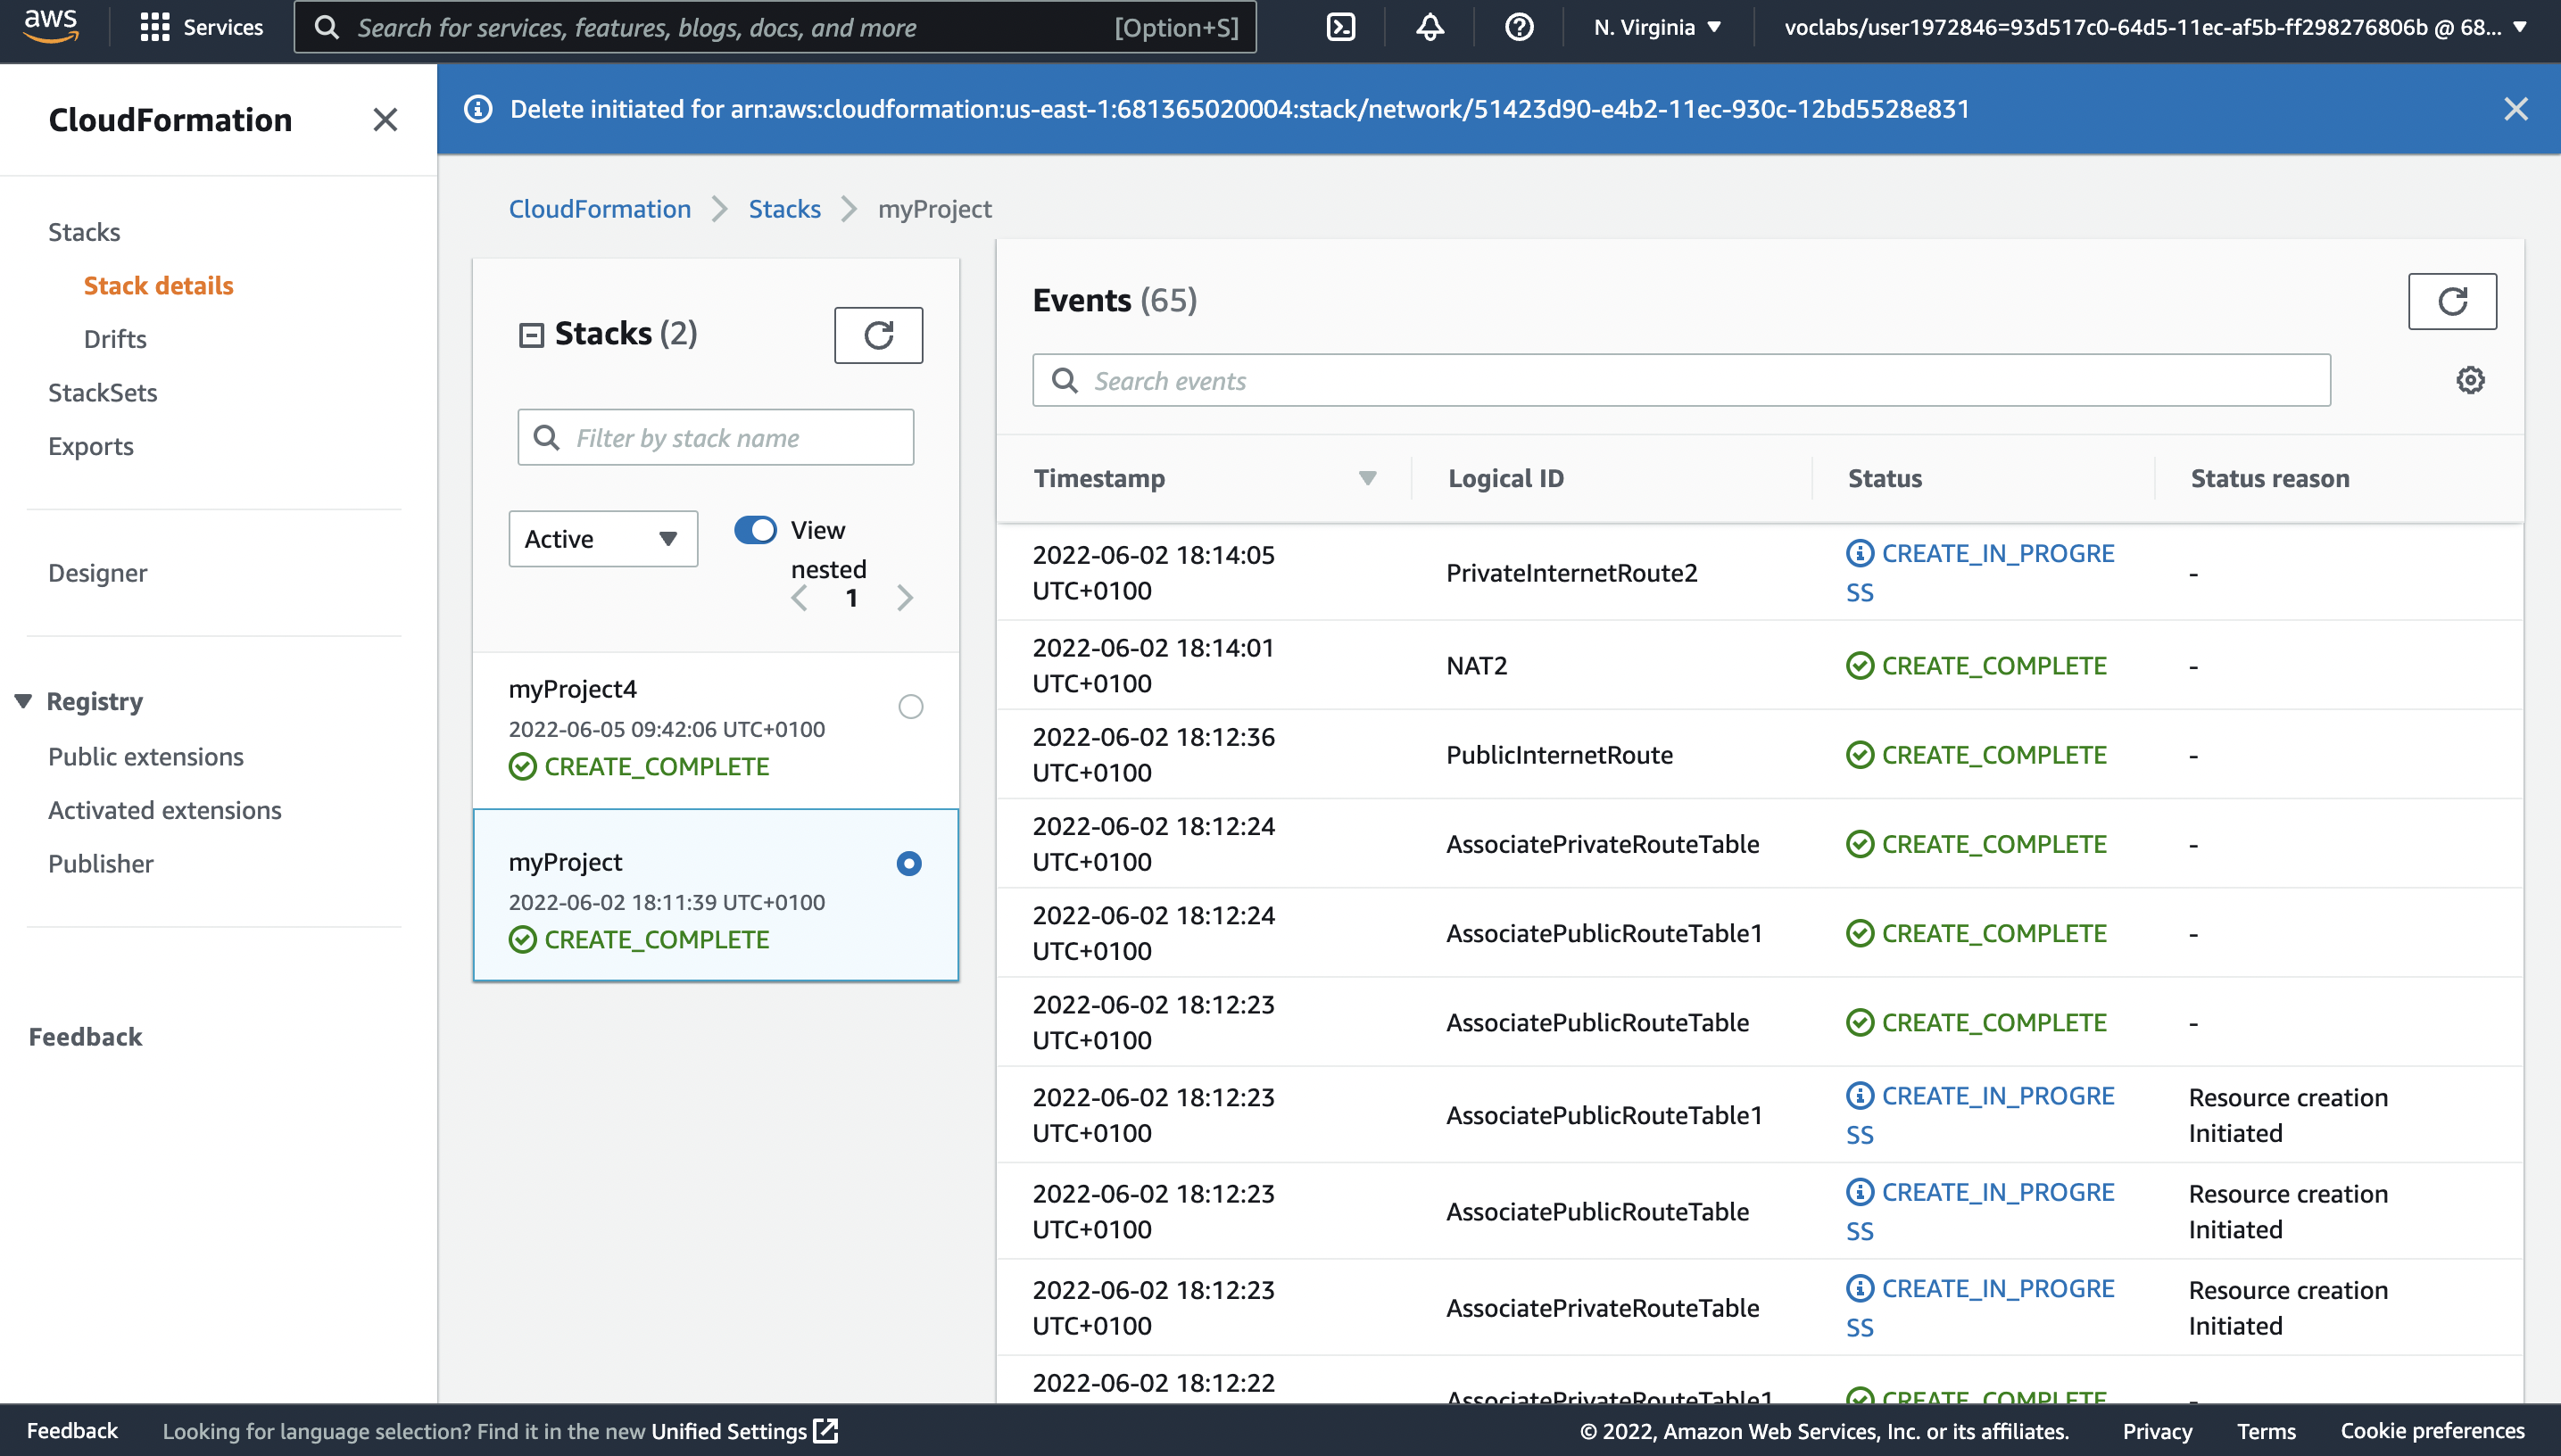 aws
Services
Search for services, features, blogs, docs, and more [Option+S]
N. Virginia
voclabs/user1972846=93d517c0-64d5-11ec-af5b-ff298276806b @ 68...
CloudFormation
Stacks
Stack details
Drifts
StackSets
Exports
Designer
Registry
Public extensions
Activated extensions
Publisher
Feedback
Delete initiated for arn:aws:cloudformation:us-east-1:681365020004:stack/network/51423d90-e4b2-11ec-930c-12bd5528e831
CloudFormation Stacks myProject
Stacks (2)
Filter by stack name
Active
View
nested
1
myProject4
2022-06-05 09:42:06 UTC+0100
CREATE_COMPLETE
myProject
2022-06-02 18:11:39 UTC+0100
CREATE_COMPLETE
Events (65)
Search events
Timestamp Logical ID Status Status reason
2022-06-02 18:14:05
UTC+0100
PrivateInternetRoute2
CREATE_IN_PROGRE
SS
-
2022-06-02 18:14:01
UTC+0100
NAT2
CREATE_COMPLETE
-
2022-06-02 18:12:36
UTC+0100
PublicInternetRoute
CREATE_COMPLETE
-
2022-06-02 18:12:24
UTC+0100
AssociatePrivateRouteTable
CREATE_COMPLETE
-
2022-06-02 18:12:24
UTC+0100
AssociatePublicRouteTable1
CREATE_COMPLETE
-
2022-06-02 18:12:23
UTC+0100
AssociatePublicRouteTable
CREATE_COMPLETE
-
2022-06-02 18:12:23
UTC+0100
AssociatePublicRouteTable1
CREATE_IN_PROGRE
SS
Resource creation
Initiated
2022-06-02 18:12:23
UTC+0100
AssociatePublicRouteTable
CREATE_IN_PROGRE
SS
Resource creation
Initiated
2022-06-02 18:12:23
UTC+0100
AssociatePrivateRouteTable
CREATE_IN_PROGRE
SS
Resource creation
Initiated
2022-06-02 18:12:22
AssociatePrivateRouteTable1
CREATE_COMPLETE
-
Feedback
Looking for language selection? Find it in the new Unified Settings
© 2022, Amazon Web Services, Inc. or its affiliates.
Privacy
Terms
Cookie preferences